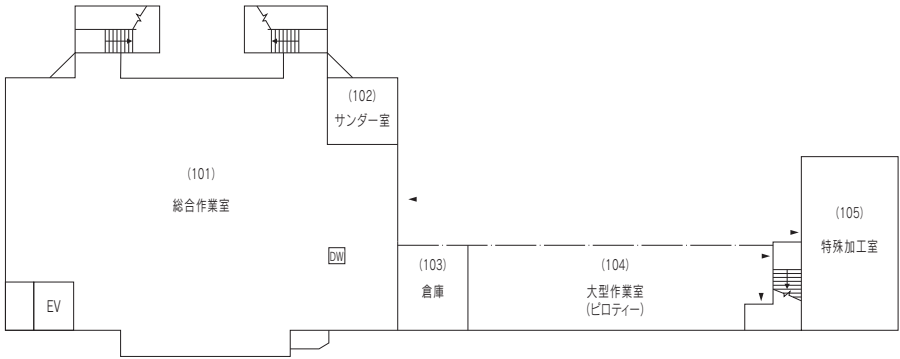 (102)
サンダー室
(101)
総合作業室
(105)
特殊加工室
DW
(103)
倉庫
(104)
大型作業室
(ピロティー)
EV